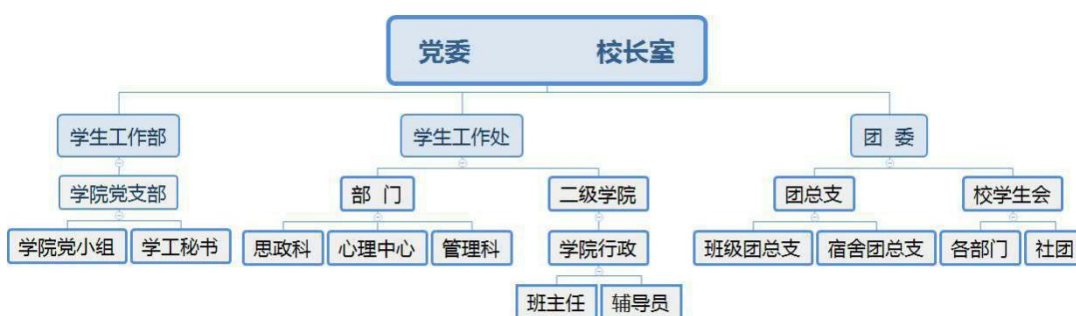 党委 校长室
学生工作部 学生工作处 团 委
学院党支部 部 门 二级学院 团总支 校学生会
学院党小组 学工秘书 思政科 心理中心 管理科 学院行政 班级团总支 宿舍团总支 各部门 社团
班主任 辅导员